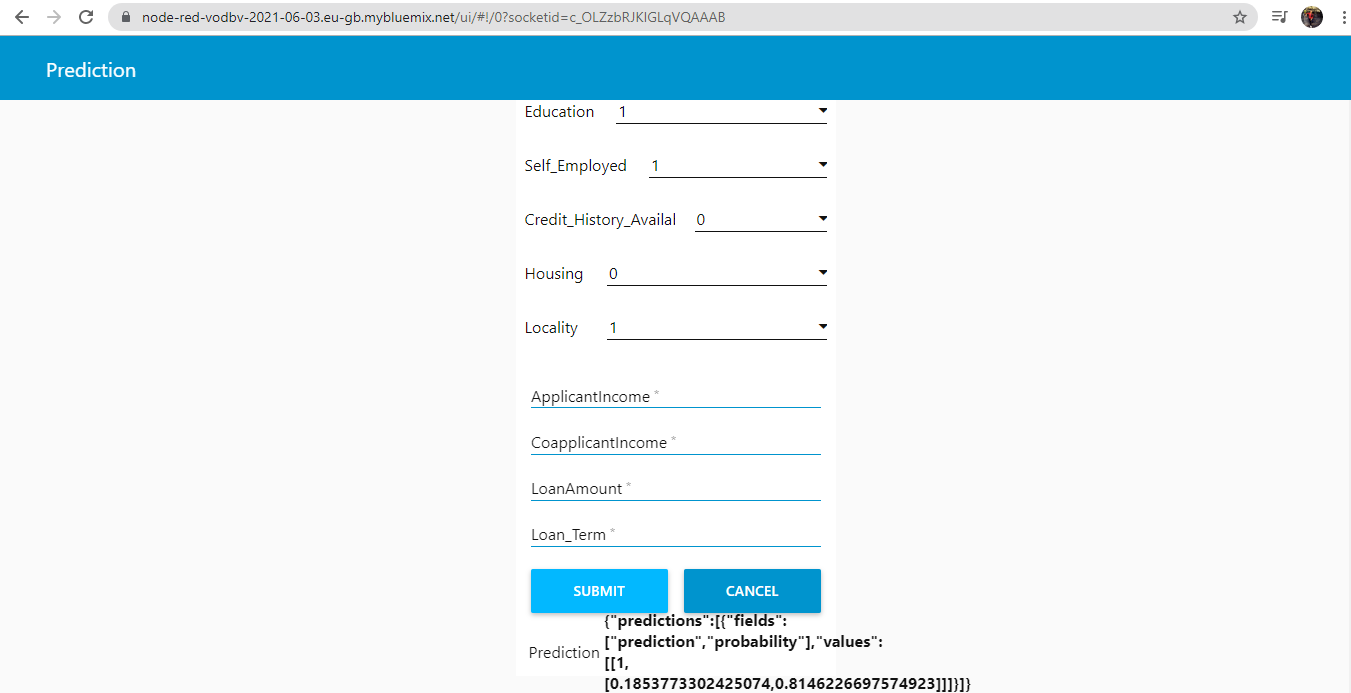 node-red-vodbv-2021-06-03.eu-gb.mybluemix.net/ui/#!/0?socketid=c_OLZzbRJKIGLqVQAAAB
Prediction
Education 1
Self_Employed 1
Credit_History_Availal 0
Housing 0
Locality 1
ApplicantIncome *
CoapplicantIncome *
LoanAmount *
Loan_Term *
SUBMIT CANCEL
{"predictions":[{"fields":
["prediction","probability"],"values":
Prediction [[1,
[0.1853773302425074,0.8146226697574923]]]}]}